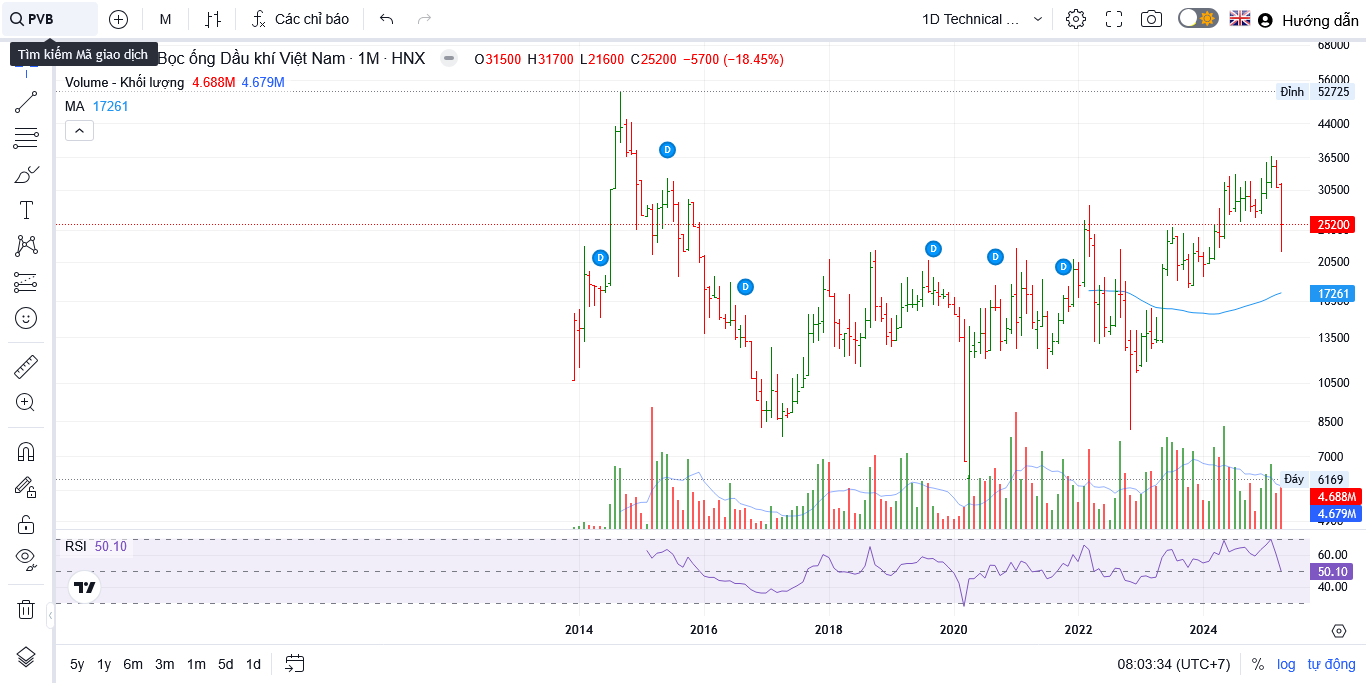 PVB
M
Các chỉ báo
1D Technical ...
Hướng dẫn
Tìm kiếm Mã giao dịch
Bọc ống Dầu khí Việt Nam · 1M · HNX
O31500 H31700 L21600 C25200 −5700 (−18.45%)
Volume - Khối lượng 4.688M 4.679M
MA 17261
68000
56000
Đỉnh 52725
44000
36500
30500
25200
20500
17261
13500
10500
8500
7000
Đáy 6169
4.688M
4.679M
D
D
D
D
D
D
RSI 50.10
60.00
50.10
40.00
2014 2016 2018 2020 2022 2024
5y 1y 6m 3m 1m 5d 1d
08:03:34 (UTC+7) % log tự động